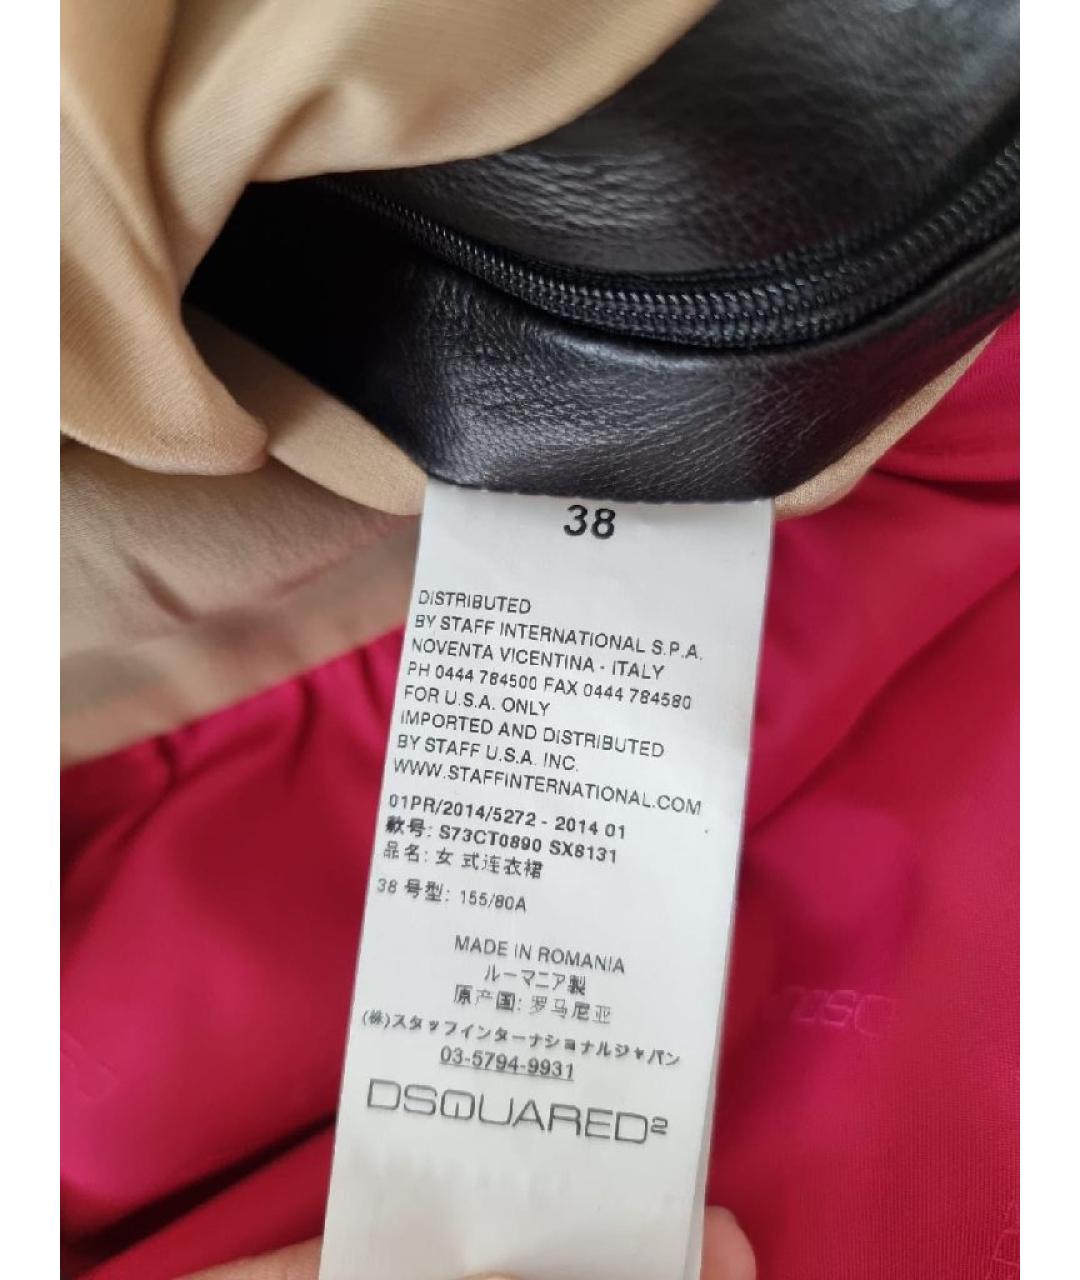 38
DISTRIBUTED
BY STAFF INTERNATIONAL S.P.A.
NOVENTA VICENTINA - ITALY
PH 0444 784500 FAX 0444 784580
FOR U.S.A. ONLY
IMPORTED AND DISTRIBUTED
BY STAFF U.S.A. INC.
WWW.STAFFINTERNATIONAL.COM
01PR/2014/5272 - 2014 01
款号: S73CT0890 SX8131
品名: 女 式连衣裙
38 号型: 155/80A
MADE IN ROMANIA
ルーマニア製
原产国: 罗马尼亚
(株)スタッフインターナショナルジャパン
03-5794-9931
DSQUARED2